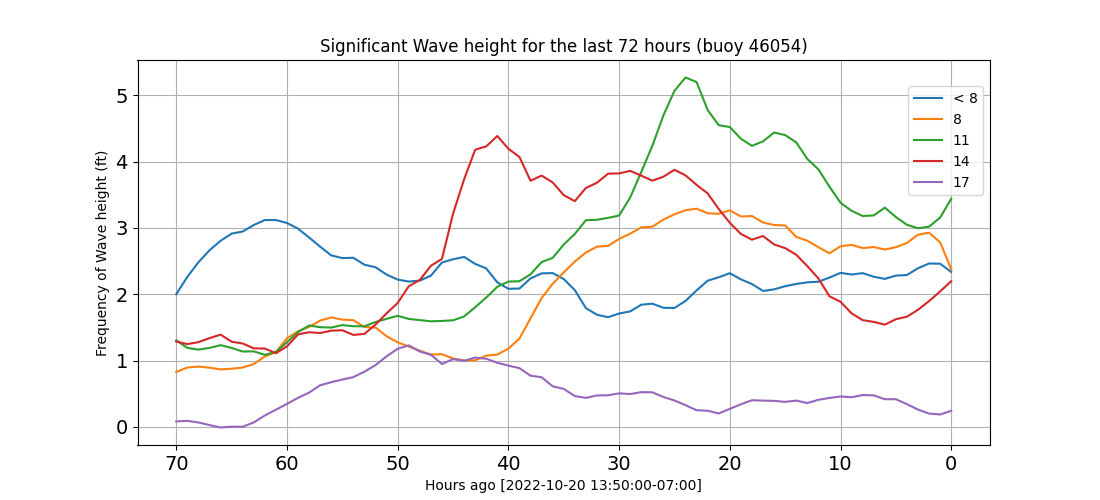 Significant Wave height for the last 72 hours (buoy 46054)
Frequency of Wave height (ft)
5
4
3
2
1
0
< 8
8
11
14
17
70 60 50 40 30 20 10 0
Hours ago [2022-10-20 13:50:00-07:00]